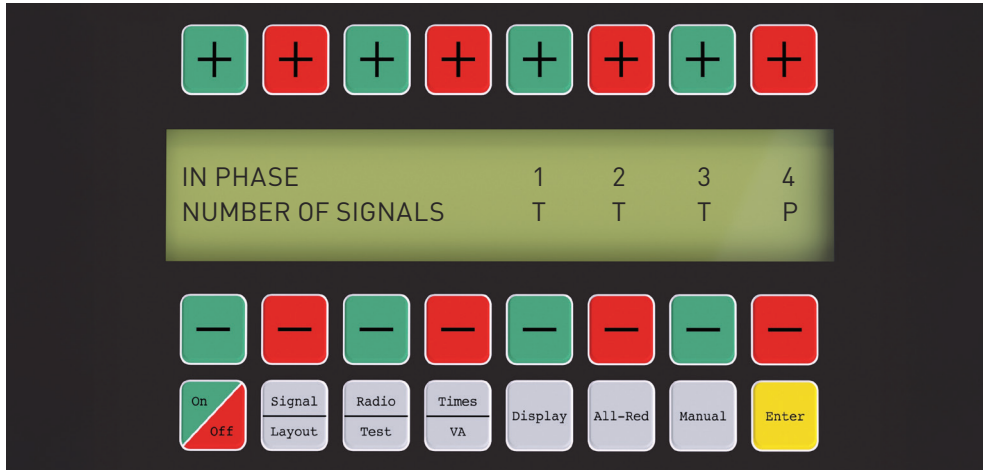 + + + + + + + +
IN PHASE 1 2 3 4
NUMBER OF SIGNALS T T T P
− − − − − − − −
On Off Signal Layout Radio Test Times VA Display All-Red Manual Enter